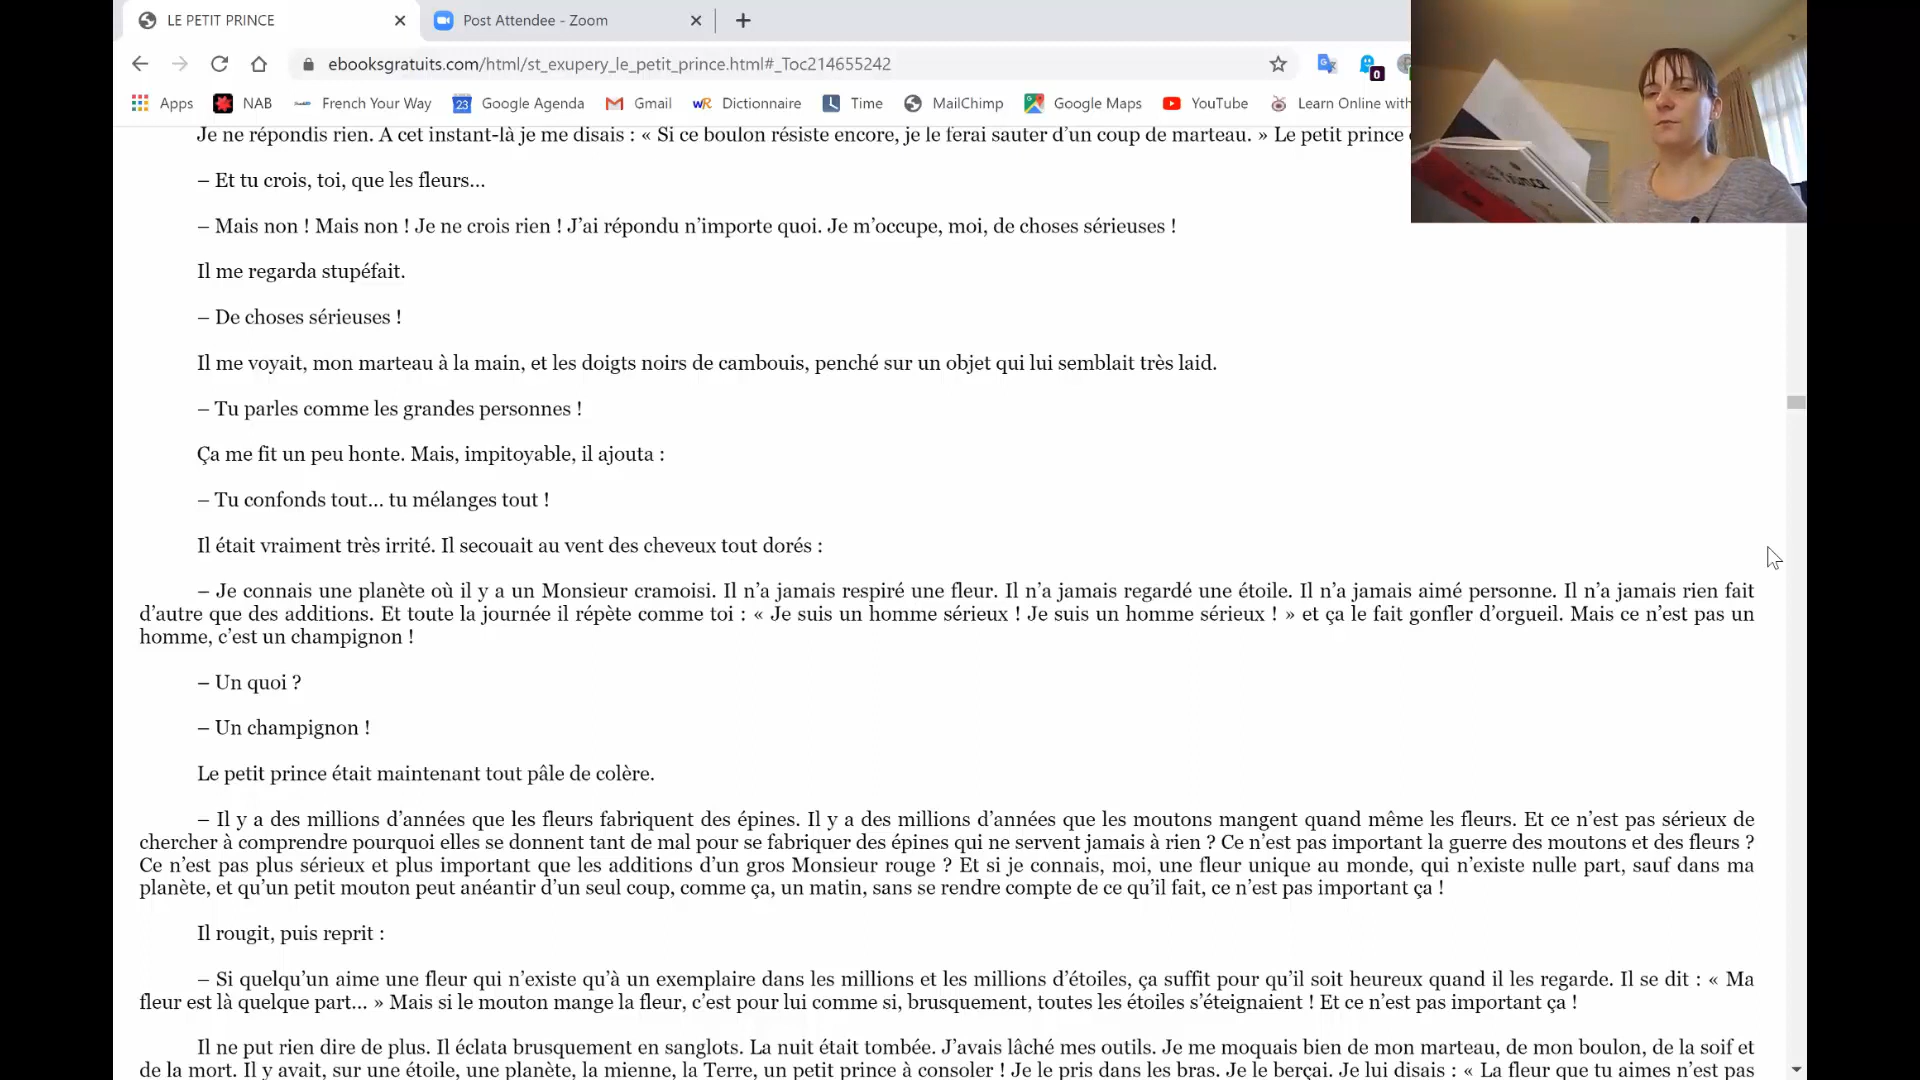 LE PETIT PRINCE
Post Attendee - Zoom
ebooksgratuits.com/html/st_exupery_le_petit_prince.html#_Toc214655242
0
Apps NAB French Your Way 23 Google Agenda Gmail wR Dictionnaire Time MailChimp Google Maps YouTube Learn Online with
Je ne répondis rien. À cet instant-là je me disais : « Si ce boulon résiste encore, je le ferai sauter d’un coup de marteau. » Le petit prince
– Et tu crois, toi, que les fleurs…
– Mais non ! Mais non ! Je ne crois rien ! J’ai répondu n’importe quoi. Je m’occupe, moi, de choses sérieuses !
Il me regarda stupéfait.
– De choses sérieuses !
Il me voyait, mon marteau à la main, et les doigts noirs de cambouis, penché sur un objet qui lui semblait très laid.
– Tu parles comme les grandes personnes !
Ça me fit un peu honte. Mais, impitoyable, il ajouta :
– Tu confonds tout… tu mélanges tout !
Il était vraiment très irrité. Il secouait au vent des cheveux tout dorés :
– Je connais une planète où il y a un Monsieur cramoisi. Il n’a jamais respiré une fleur. Il n’a jamais regardé une étoile. Il n’a jamais aimé personne. Il n’a jamais rien fait
d’autre que des additions. Et toute la journée il répète comme toi : « Je suis un homme sérieux ! Je suis un homme sérieux ! » et ça le fait gonfler d’orgueil. Mais ce n’est pas un
homme, c’est un champignon !
– Un quoi ?
– Un champignon !
Le petit prince était maintenant tout pâle de colère.
– Il y a des millions d’années que les fleurs fabriquent des épines. Il y a des millions d’années que les moutons mangent quand même les fleurs. Et ce n’est pas sérieux de
chercher à comprendre pourquoi elles se donnent tant de mal pour se fabriquer des épines qui ne servent jamais à rien ? Ce n’est pas important la guerre des moutons et des fleurs ?
Ce n’est pas plus sérieux et plus important que les additions d’un gros Monsieur rouge ? Et si je connais, moi, une fleur unique au monde, qui n’existe nulle part, sauf dans ma
planète, et qu’un petit mouton peut anéantir d’un seul coup, comme ça, un matin, sans se rendre compte de ce qu’il fait, ce n’est pas important ça !
Il rougit, puis reprit :
– Si quelqu’un aime une fleur qui n’existe qu’à un exemplaire dans les millions et les millions d’étoiles, ça suffit pour qu’il soit heureux quand il les regarde. Il se dit : « Ma
fleur est là quelque part… » Mais si le mouton mange la fleur, c’est pour lui comme si, brusquement, toutes les étoiles s’éteignaient ! Et ce n’est pas important ça !
Il ne put rien dire de plus. Il éclata brusquement en sanglots. La nuit était tombée. J’avais lâché mes outils. Je me moquais bien de mon marteau, de mon boulon, de la soif et
de la mort. Il y avait, sur une étoile, une planète, la mienne, la Terre, un petit prince à consoler ! Je le pris dans les bras. Je le berçai. Je lui disais : « La fleur que tu aimes n’est pas